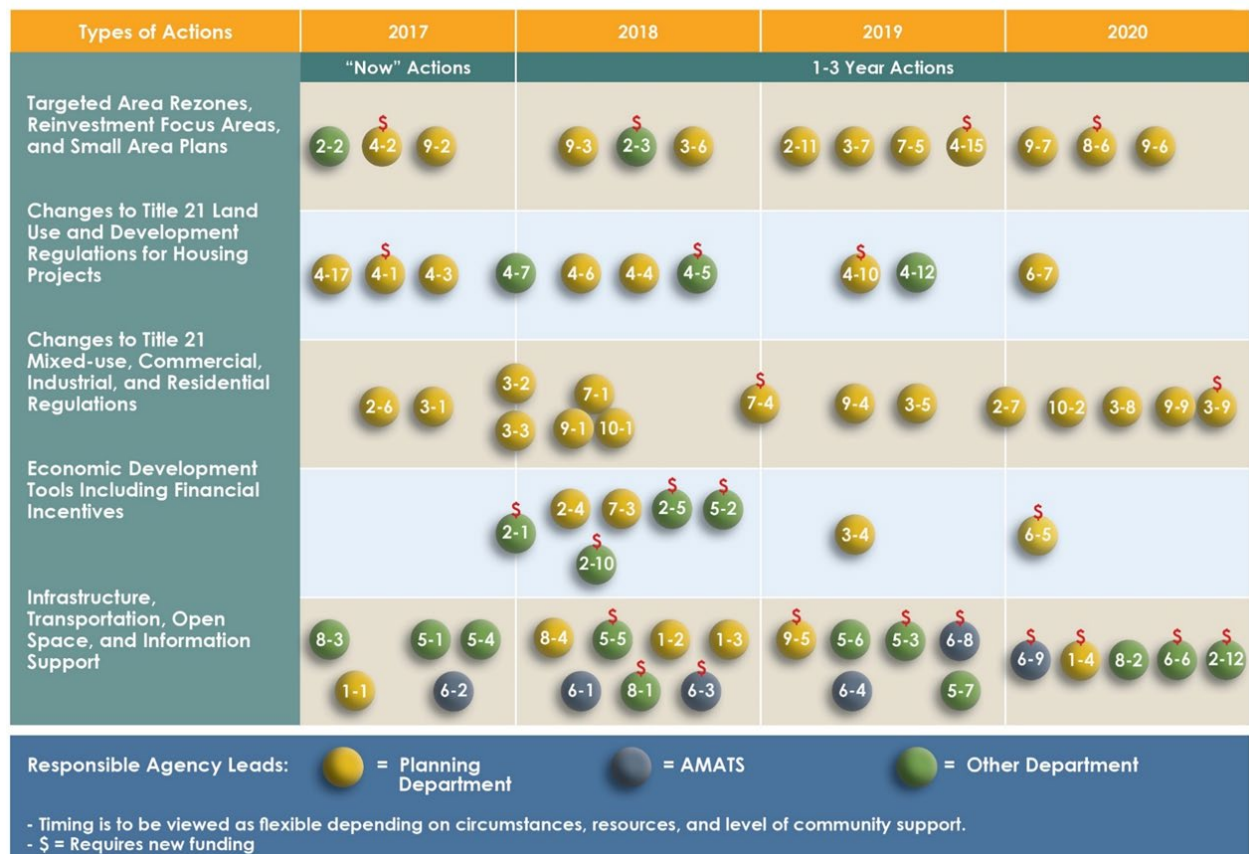 Types of Actions 2017 2018 2019 2020
“Now” Actions 1-3 Year Actions
Targeted Area Rezones,
Reinvestment Focus Areas,
and Small Area Plans
$ $ $ $
2-2 4-2 9-2 9-3 2-3 3-6 2-11 3-7 7-5 4-15 9-7 8-6 9-6
Changes to Title 21 Land
Use and Development
Regulations for Housing
Projects
$ $ $
4-17 4-1 4-3 4-7 4-6 4-4 4-5 4-10 4-12 6-7
Changes to Title 21
Mixed-use, Commercial,
Industrial, and Residential
Regulations
$ $
3-2 7-1
2-6 3-1 7-4 9-4 3-5 2-7 10-2 3-8 9-9 3-9
3-3 9-1 10-1
Economic Development
Tools Including Financial
Incentives
$ $
2-4 7-3 2-5 5-2
$ $
2-1 3-4 6-5
$
2-10
Infrastructure,
Transportation, Open
Space, and Information
Support
$ $ $ $
8-3 5-1 5-4 8-4 5-5 1-2 1-3 9-5 5-6 5-3 6-8
$ $ $ $
6-9 1-4 8-2 6-6 2-12
$ $
1-1 6-2 6-1 8-1 6-3 6-4 5-7
Responsible Agency Leads: = Planning
Department
= AMATS
= Other Department
- Timing is to be viewed as flexible depending on circumstances, resources, and level of community support.
- $ = Requires new funding